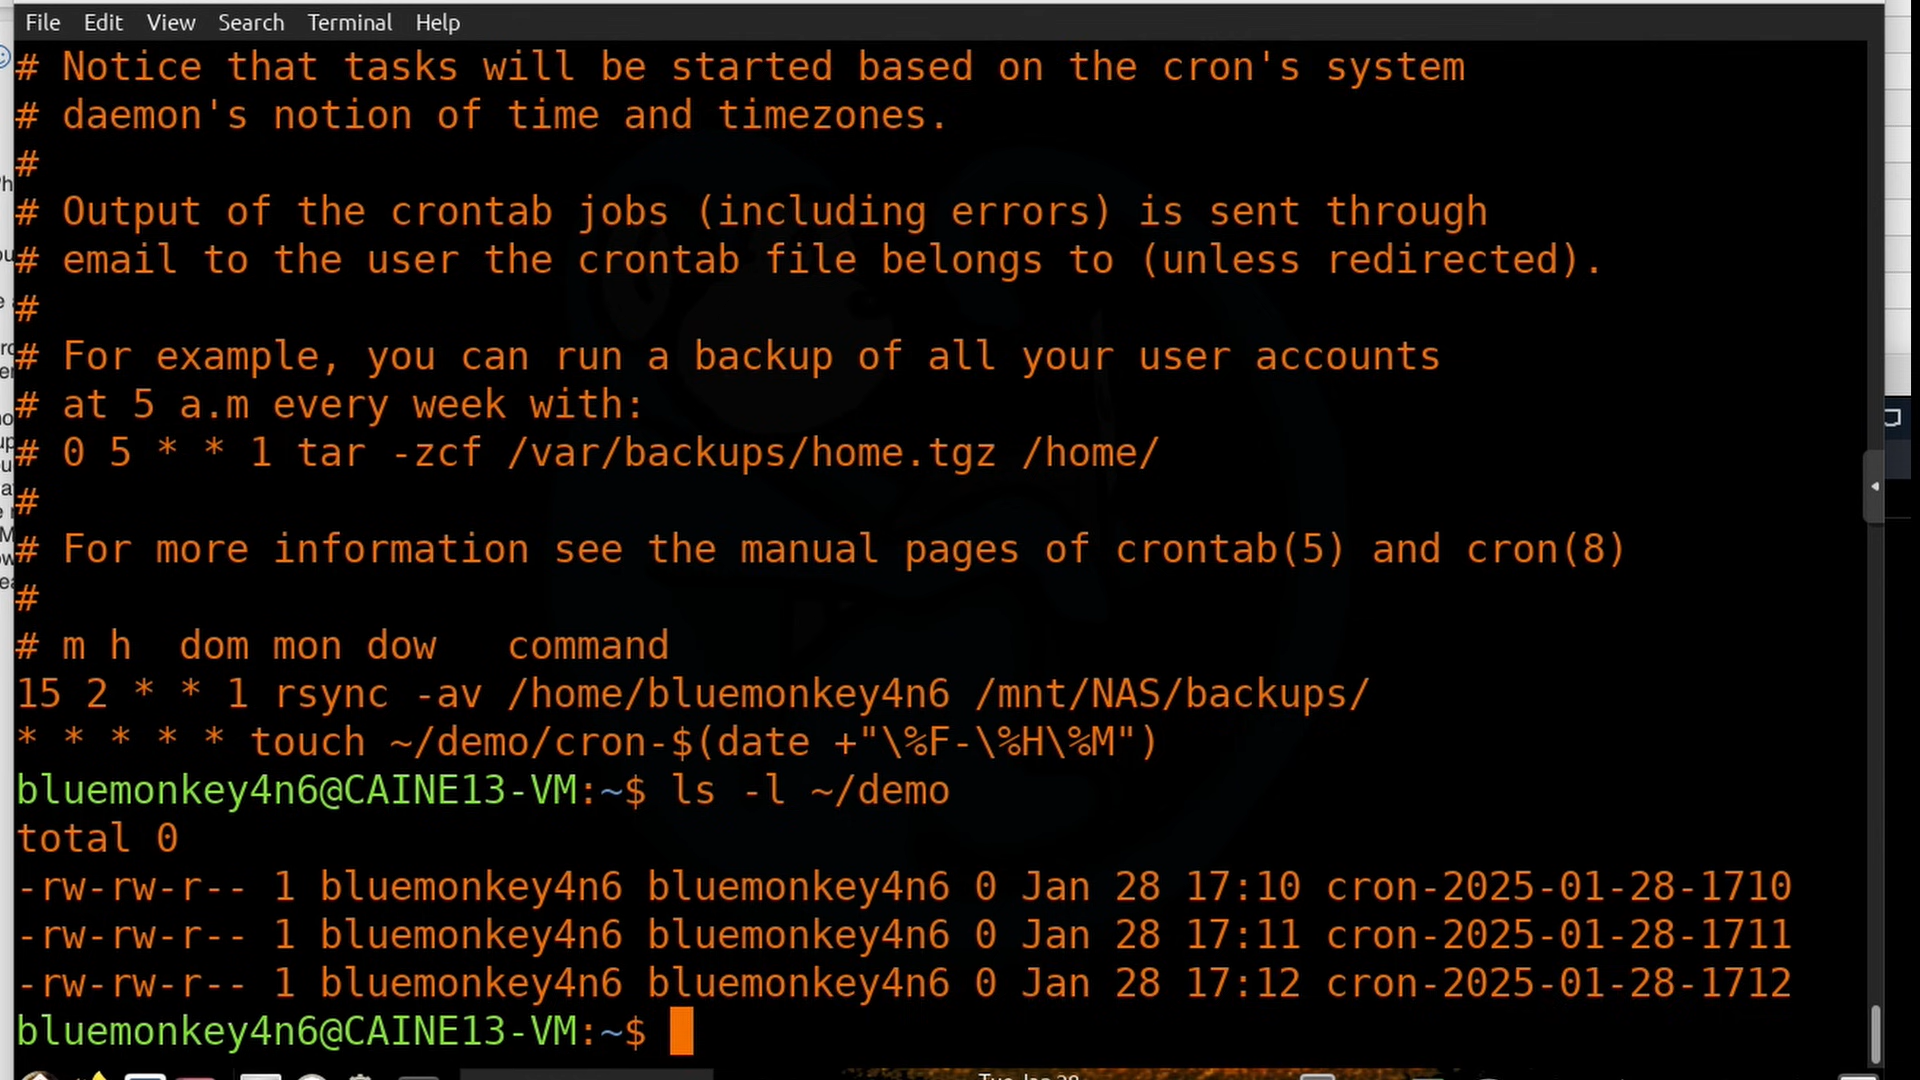 File Edit View Search Terminal Help
# Notice that tasks will be started based on the cron's system
# daemon's notion of time and timezones.
#
# Output of the crontab jobs (including errors) is sent through
# email to the user the crontab file belongs to (unless redirected).
#
# For example, you can run a backup of all your user accounts
# at 5 a.m every week with:
# 0 5 * * 1 tar -zcf /var/backups/home.tgz /home/
#
# For more information see the manual pages of crontab(5) and cron(8)
#
# m h  dom mon dow   command
15 2 * * 1 rsync -av /home/bluemonkey4n6 /mnt/NAS/backups/
* * * * * touch ~/demo/cron-$(date +"\%F-\%H\%M")
bluemonkey4n6@CAINE13-VM:~$ ls -l ~/demo
total 0
-rw-rw-r-- 1 bluemonkey4n6 bluemonkey4n6 0 Jan 28 17:10 cron-2025-01-28-1710
-rw-rw-r-- 1 bluemonkey4n6 bluemonkey4n6 0 Jan 28 17:11 cron-2025-01-28-1711
-rw-rw-r-- 1 bluemonkey4n6 bluemonkey4n6 0 Jan 28 17:12 cron-2025-01-28-1712
bluemonkey4n6@CAINE13-VM:~$
Tue Jan 28